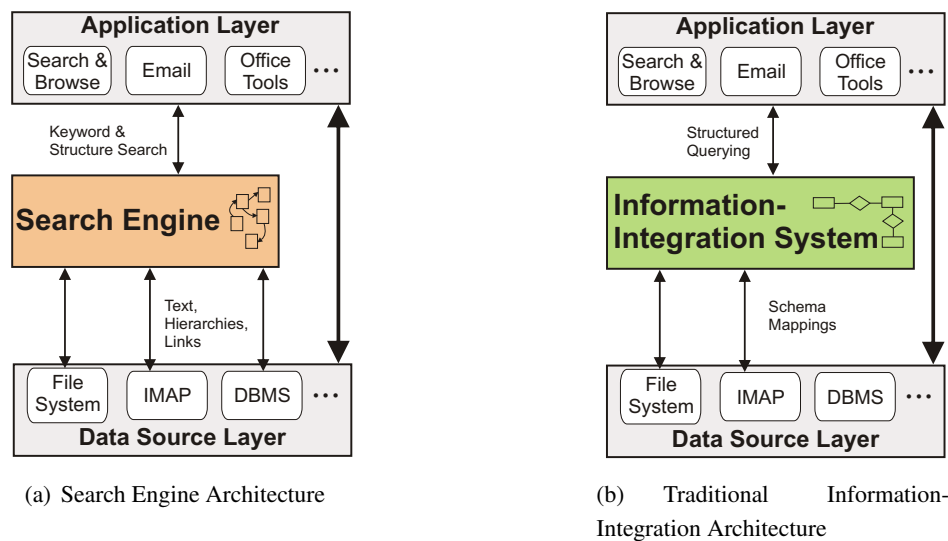 Application Layer
Search &
Browse
Email
Office
Tools
...
Keyword &
Structure Search
Search Engine
Text,
Hierarchies,
Links
File
System
IMAP
DBMS
...
Data Source Layer
(a) Search Engine Architecture
Application Layer
Search &
Browse
Email
Office
Tools
...
Structured
Querying
Information-
Integration System
Schema
Mappings
File
System
IMAP
DBMS
...
Data Source Layer
(b) Traditional Information-
Integration Architecture